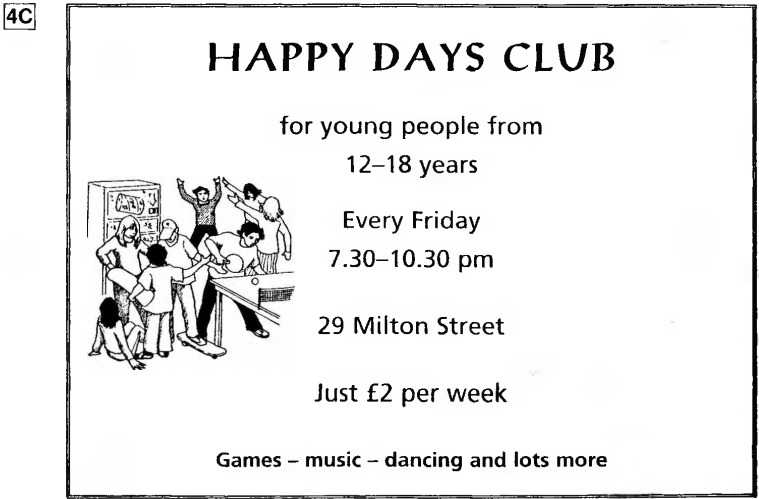 4C
HAPPY DAYS CLUB
for young people from
12–18 years
Every Friday
7.30–10.30 pm
29 Milton Street
Just £2 per week
Games – music – dancing and lots more